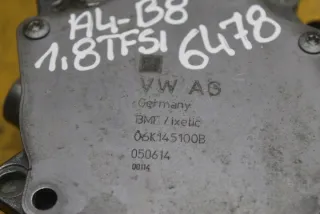 A4-B8
1.8TFSI 6478
VW AG
Germany
BMF / Ixetic
06K145100B
050614